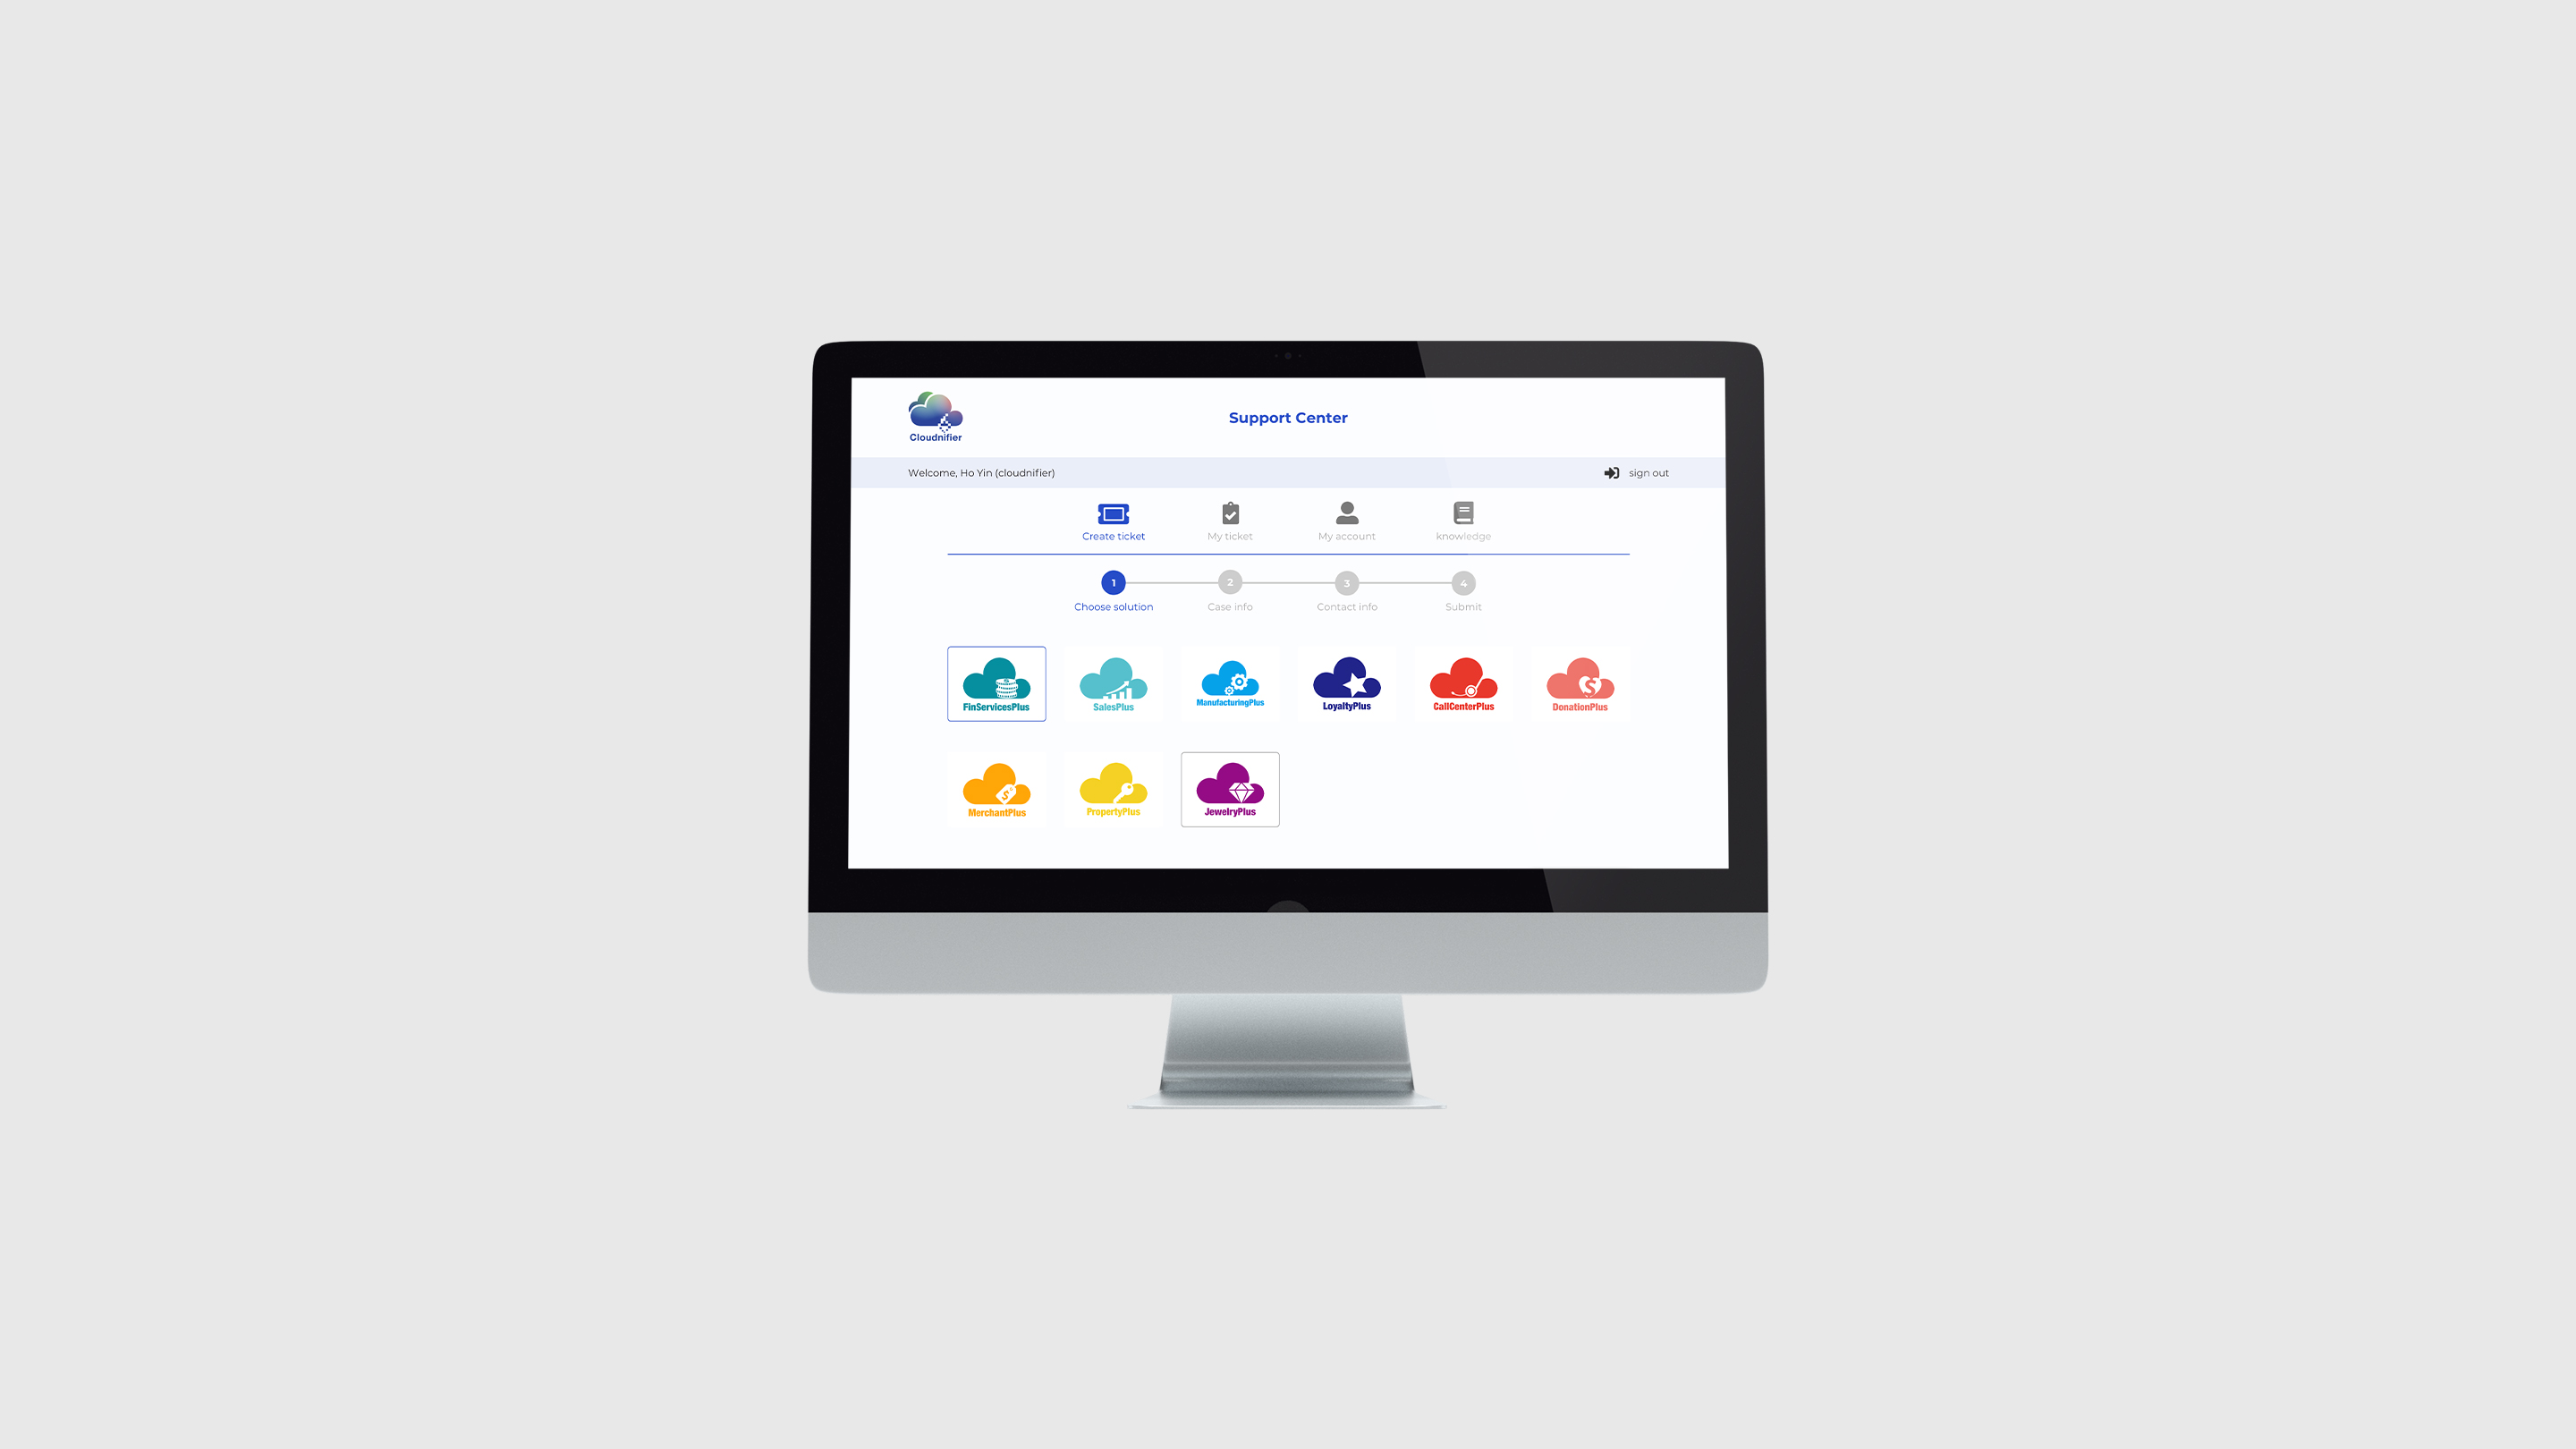 Cloudnifier
Support Center
Welcome, Ho Yin (cloudnifier)
sign out
Create ticket
My ticket
My account
knowledge
1
2
3
4
Choose solution
Case info
Contact info
Submit
FinServicesPlus
SalesPlus
ManufacturingPlus
LoyaltyPlus
CallCenterPlus
DonationPlus
MerchantPlus
PropertyPlus
JewelryPlus